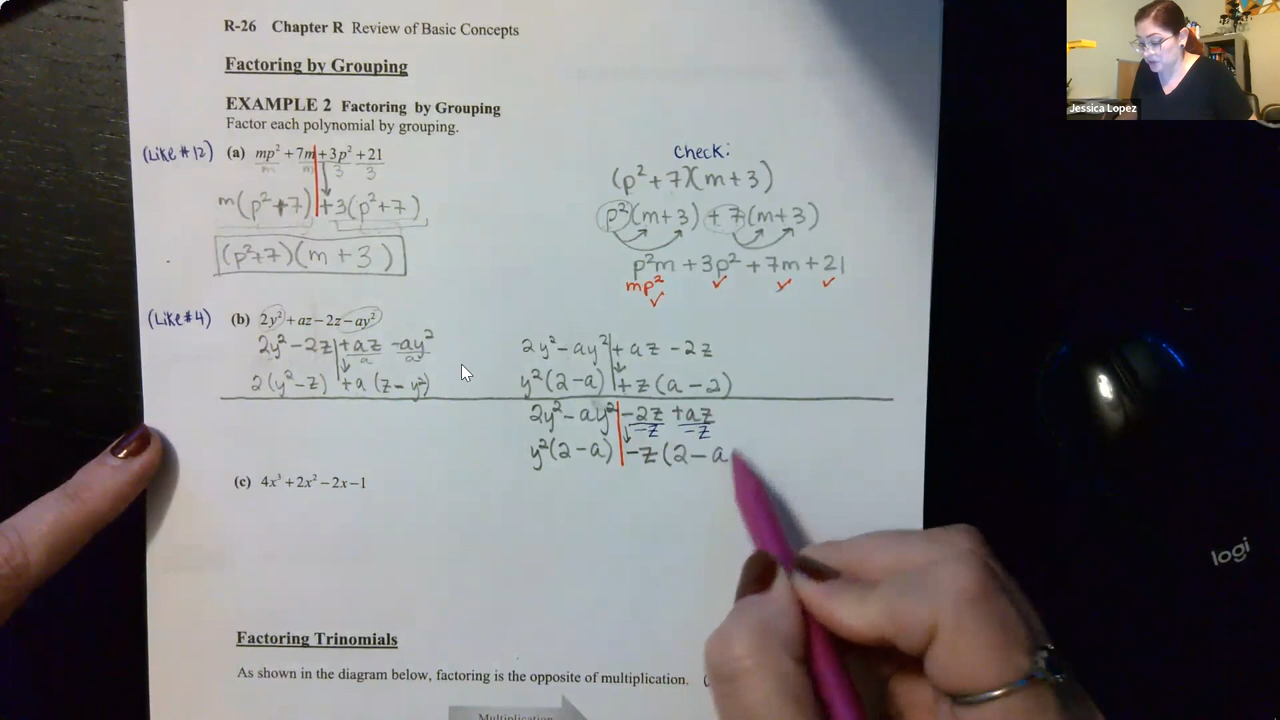 R-26 Chapter R Review of Basic Concepts
Jessica Lopez
Factoring by Grouping
EXAMPLE 2 Factoring by Grouping
Factor each polynomial by grouping.
(Like #12) (a) mp² + 7m + 3p² + 21
m m 3 3
m(p² + 7) + 3(p² + 7)
(p² + 7)(m + 3)
Check:
(p² + 7)(m + 3)
p²(m + 3) + 7(m + 3)
p²m + 3p² + 7m + 21
mp² ✓ ✓ ✓
✓
(Like #4) (b) 2y² + az – 2z – ay²
2y² – 2z + az – ay²
a a
2(y² – z) + a(z – y²)
2y² – ay² + az – 2z
y²(2 – a) + z(a – 2)
2y² – ay² – 2z + az
–z –z
y²(2 – a) – z(2 – a
(c) 4x³ + 2x² – 2x – 1
logi
Factoring Trinomials
As shown in the diagram below, factoring is the opposite of multiplication. (
Multiplication